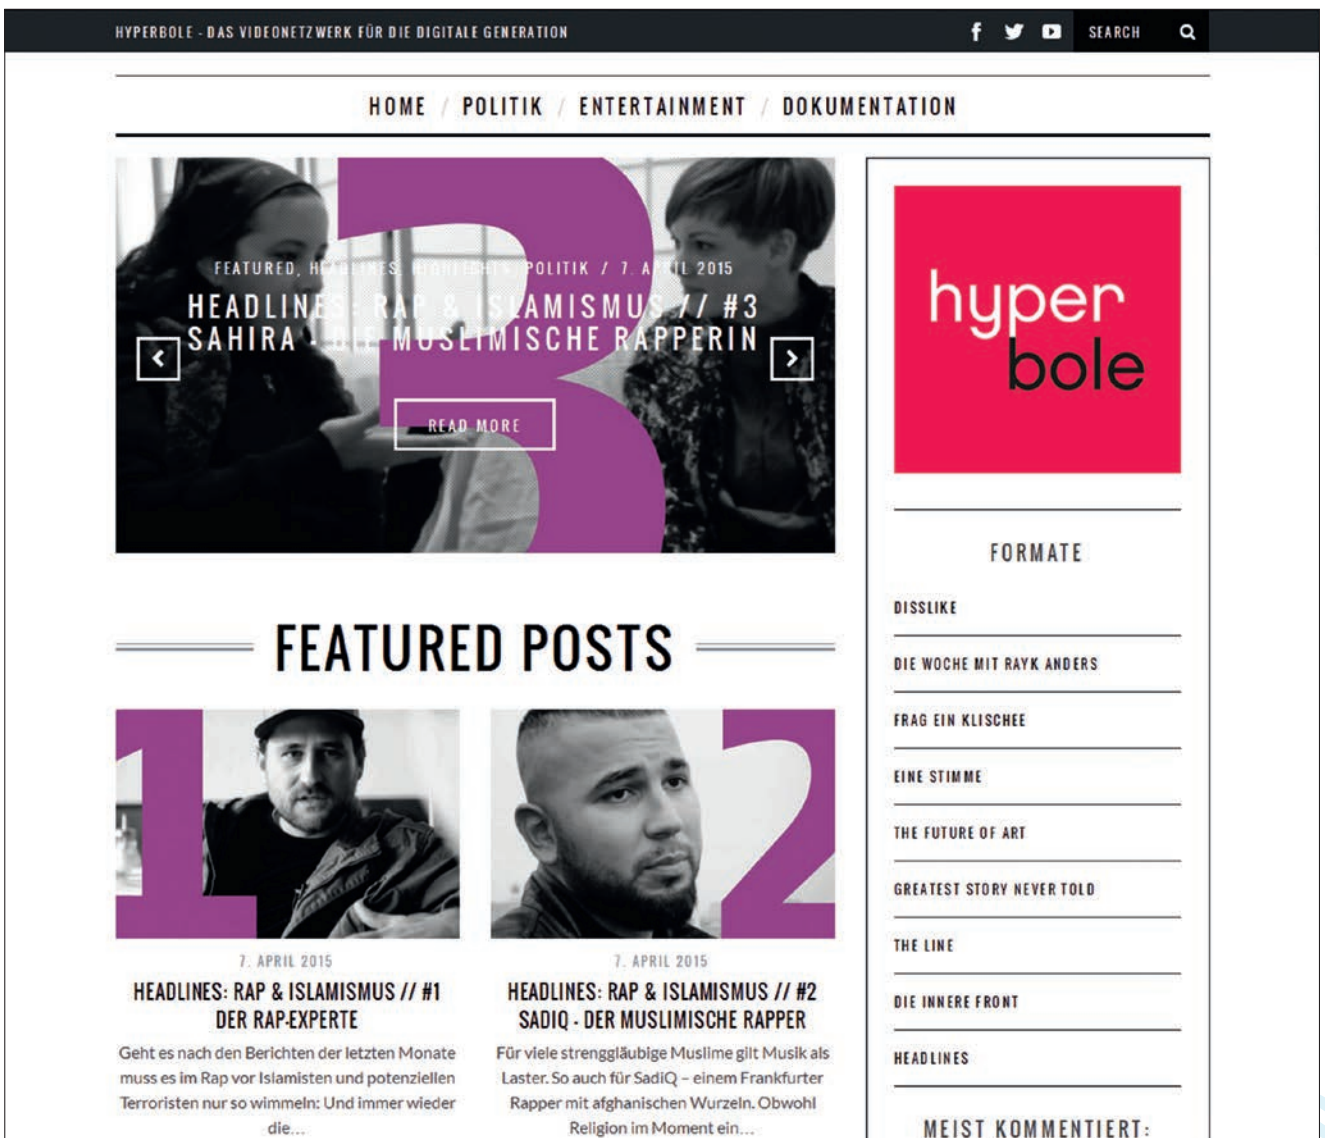 HYPERBOLE - DAS VIDEONETZWERK FÜR DIE DIGITALE GENERATION
SEARCH
HOME / POLITIK / ENTERTAINMENT / DOKUMENTATION
FEATURED, HEADLINES, HIGHLIGHTS, POLITIK / 7. APRIL 2015
HEADLINES: RAP & ISLAMISMUS // #3
SAHIRA - DIE MUSLIMISCHE RAPPERIN
READ MORE
3
FEATURED POSTS
1
7. APRIL 2015
HEADLINES: RAP & ISLAMISMUS // #1
DER RAP-EXPERTE
Geht es nach den Berichten der letzten Monate
muss es im Rap vor Islamisten und potenziellen
Terroristen nur so wimmeln: Und immer wieder
die…
2
7. APRIL 2015
HEADLINES: RAP & ISLAMISMUS // #2
SADIQ - DER MUSLIMISCHE RAPPER
Für viele strenggläubige Muslime gilt Musik als
Laster. So auch für SadiQ – einem Frankfurter
Rapper mit afghanischen Wurzeln. Obwohl
Religion im Moment ein…
hyper
bole
FORMATE
DISSLIKE
DIE WOCHE MIT RAYK ANDERS
FRAG EIN KLISCHEE
EINE STIMME
THE FUTURE OF ART
GREATEST STORY NEVER TOLD
THE LINE
DIE INNERE FRONT
HEADLINES
MEIST KOMMENTIERT: